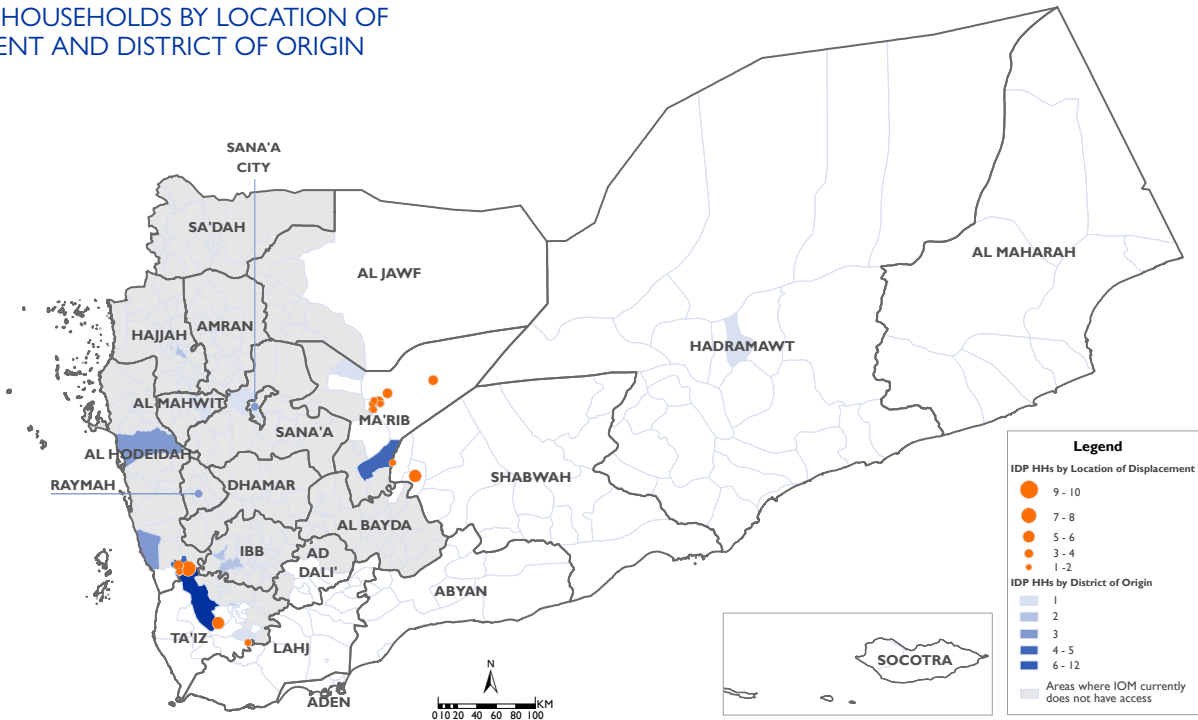 HOUSEHOLDS BY LOCATION OF
ENT AND DISTRICT OF ORIGIN
SANA'A
CITY
SA'DAH
AL JAWF
AL MAHARAH
HAJJAH
AMRAN
HADRAMAWT
AL MAHWIT
MA'RIB
SANA'A
AL HODEIDAH
SHABWAH
RAYMAH
DHAMAR
AL BAYDA
IBB
AD
DALI'
ABYAN
TA'IZ
LAHJ
ADEN
SOCOTRA
N
KM
0 10 20 40 60 80 100
Legend
IDP HHs by Location of Displacement
9 - 10
7 - 8
5 - 6
3 - 4
1 -2
IDP HHs by District of Origin
1
2
3
4 - 5
6 - 12
Areas where IOM currently
does not have access